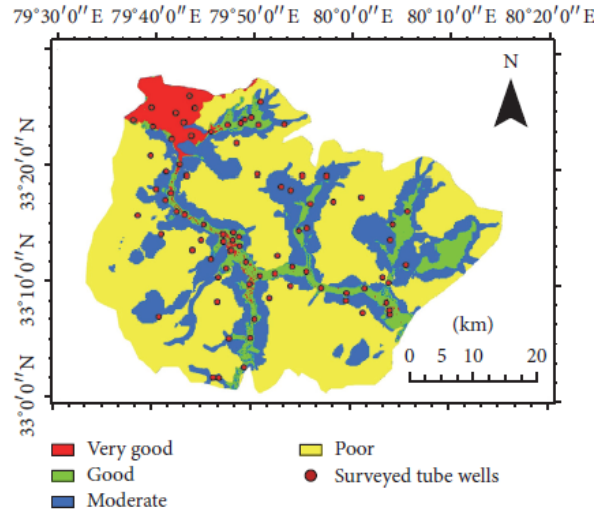 79°30′0″E 79°40′0″E 79°50′0″E 80°0′0″E 80°10′0″E 80°20′0″E
N
33°20′0″N
33°10′0″N
33°0′0″N
(km)
0 5 10 20
Very good
Good
Moderate
Poor
Surveyed tube wells